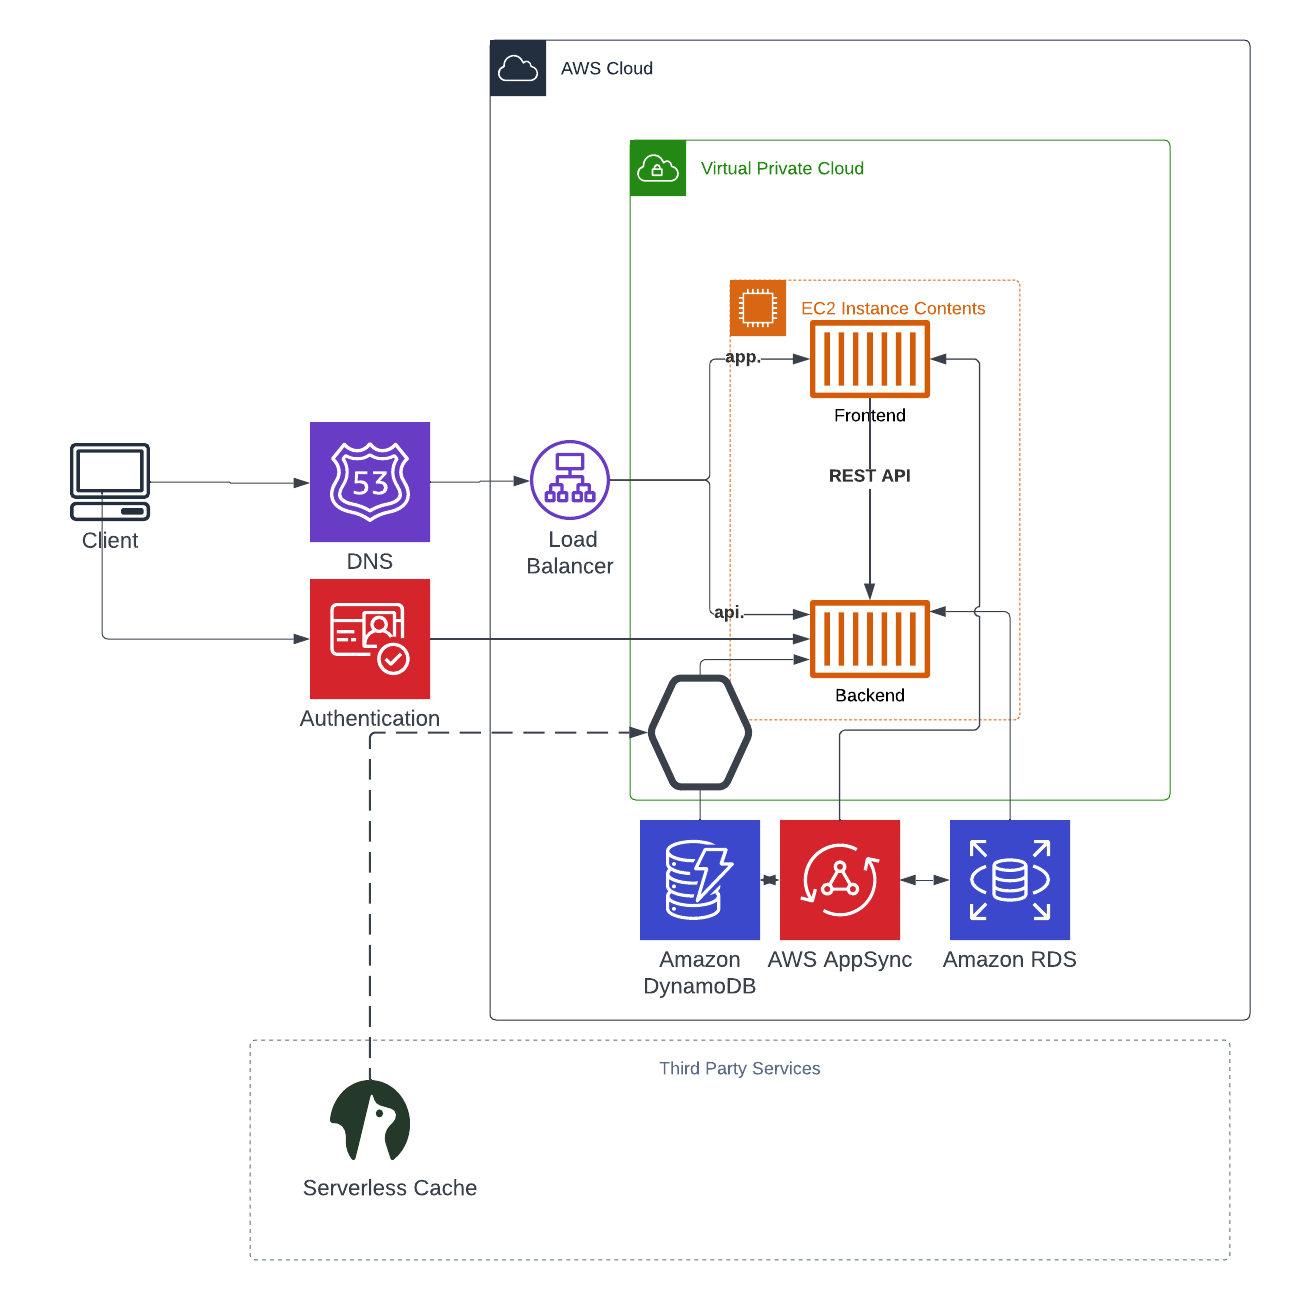 AWS Cloud
Virtual Private Cloud
EC2 Instance Contents
app.
Frontend
REST API
53
Client
DNS
Load
Balancer
api.
Backend
Authentication
Amazon
DynamoDB
AWS AppSync
Amazon RDS
Third Party Services
Serverless Cache